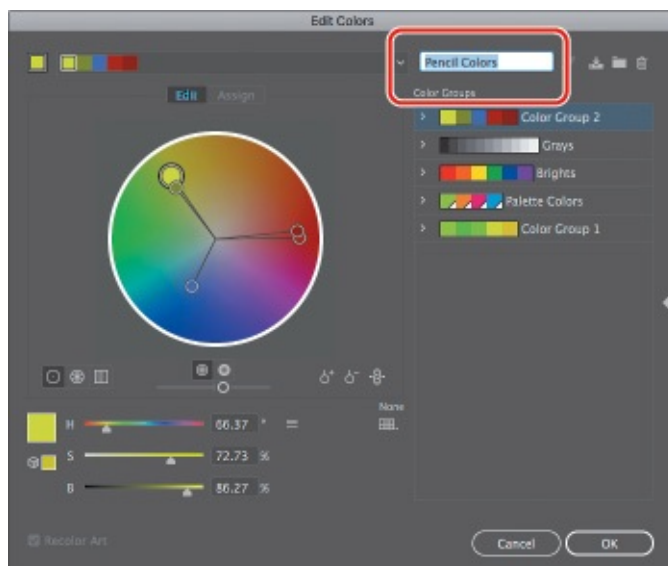 Edit Colors
Pencil Colors
Edit Assign
Color Groups
Color Group 2
Grays
Brights
Palette Colors
Color Group 1
None
H 66.37 °
S 72.73 %
B 86.27 %
Recolor Art
Cancel OK